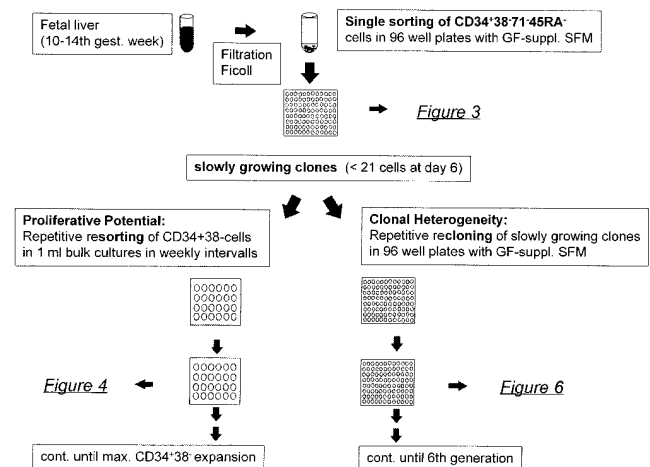 Fetal liver
(10-14th gest. week)
Filtration
Ficoll
Single sorting of CD34⁺38⁻71⁻45RA⁻
cells in 96 well plates with GF-suppl. SFM
Figure 3
slowly growing clones (< 21 cells at day 6)
Proliferative Potential:
Repetitive resorting of CD34+38-cells
in 1 ml bulk cultures in weekly intervalls
Clonal Heterogeneity:
Repetitive recloning of slowly growing clones
in 96 well plates with GF-suppl. SFM
Figure 4
Figure 6
cont. until max. CD34⁺38⁻ expansion
cont. until 6th generation